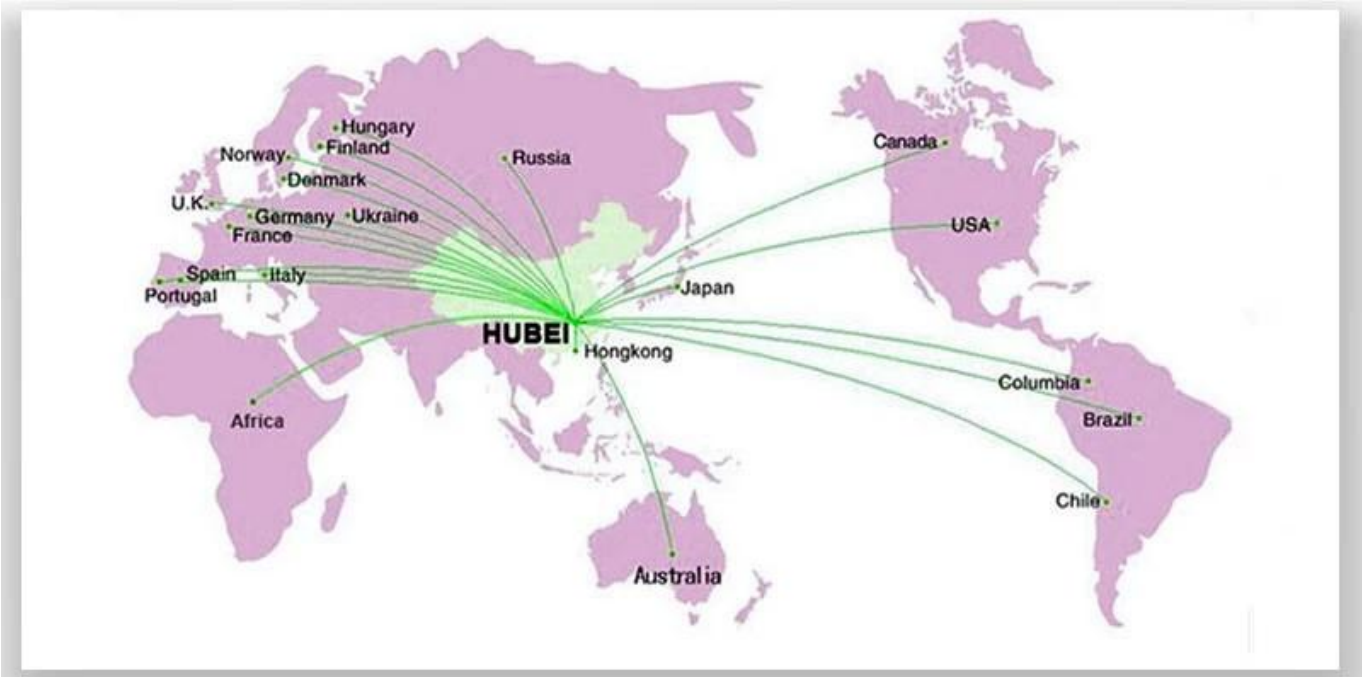 Hungary
Finland
Norway
Russia
Canada
Denmark
U.K.
Germany
Ukraine
France
USA
Spain
Italy
Portugal
Japan
HUBEI
Hongkong
Columbia
Africa
Brazil
Chile
Australia